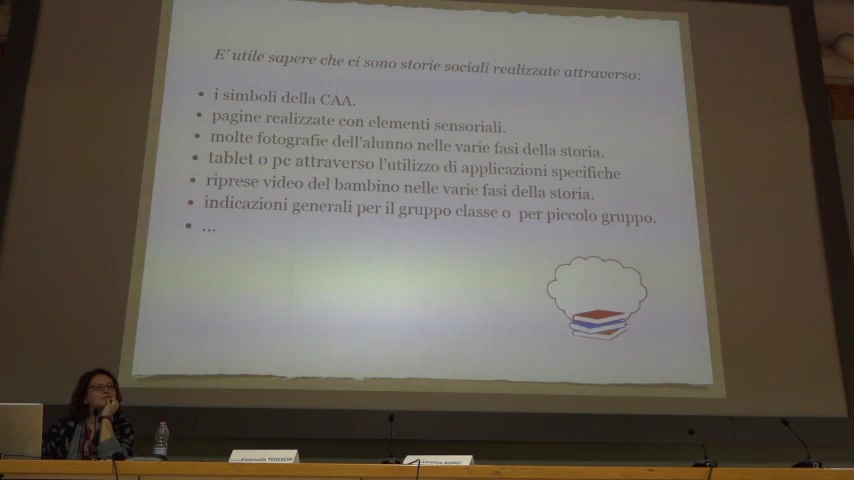 E' utile sapere che ci sono storie sociali realizzate attraverso:
• i simboli della CAA.
• pagine realizzate con elementi sensoriali.
• molte fotografie dell'alunno nelle varie fasi della storia.
• tablet o pc attraverso l'utilizzo di applicazioni specifiche
• riprese video del bambino nelle varie fasi della storia.
• indicazioni generali per il gruppo classe o per piccolo gruppo.
• ...
Emanuela TEDESCHI